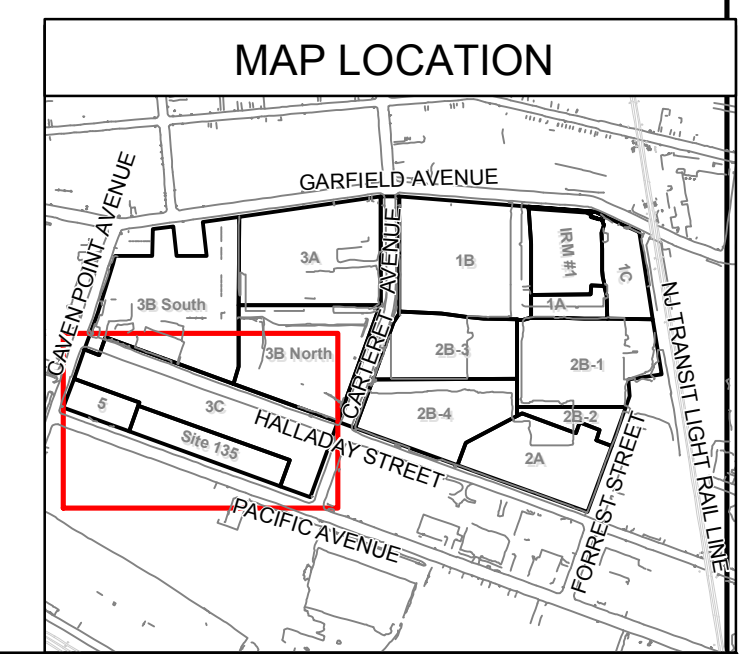 MAP LOCATION
GARFIELD AVENUE
CAVEN POINT AVENUE
CARTERET AVENUE
3A
1B
IRM #1
1C
1A
3B South
3B North
2B-3
2B-1
NJ TRANSIT LIGHT RAIL LINE
5
3C
Site 135
HALLADAY STREET
2B-4
2B-2
2A
FORREST STREET
PACIFIC AVENUE